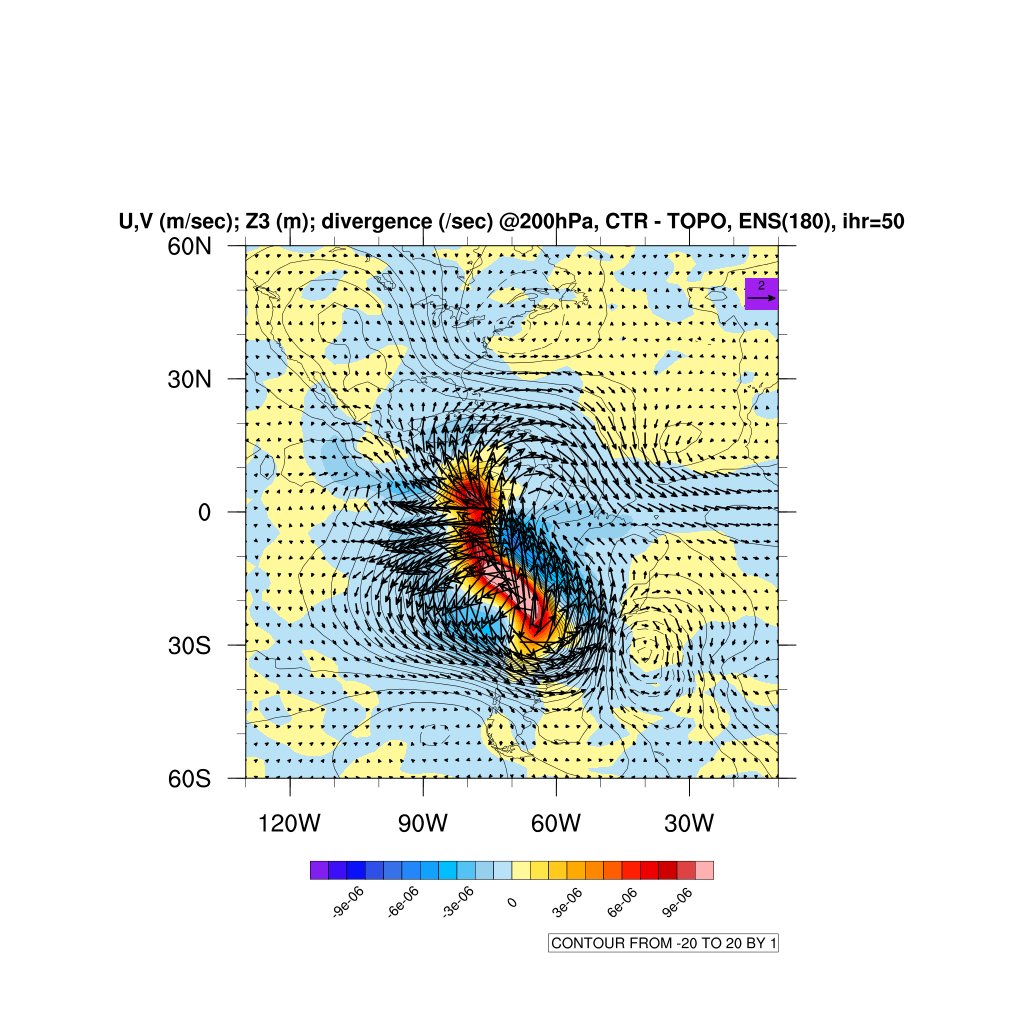 U,V (m/sec); Z3 (m); divergence (/sec) @200hPa, CTR - TOPO, ENS(180), ihr=50
60N
2
30N
0
30S
60S
120W 90W 60W 30W
-9e-06 -6e-06 -3e-06 0 3e-06 6e-06 9e-06
CONTOUR FROM -20 TO 20 BY 1